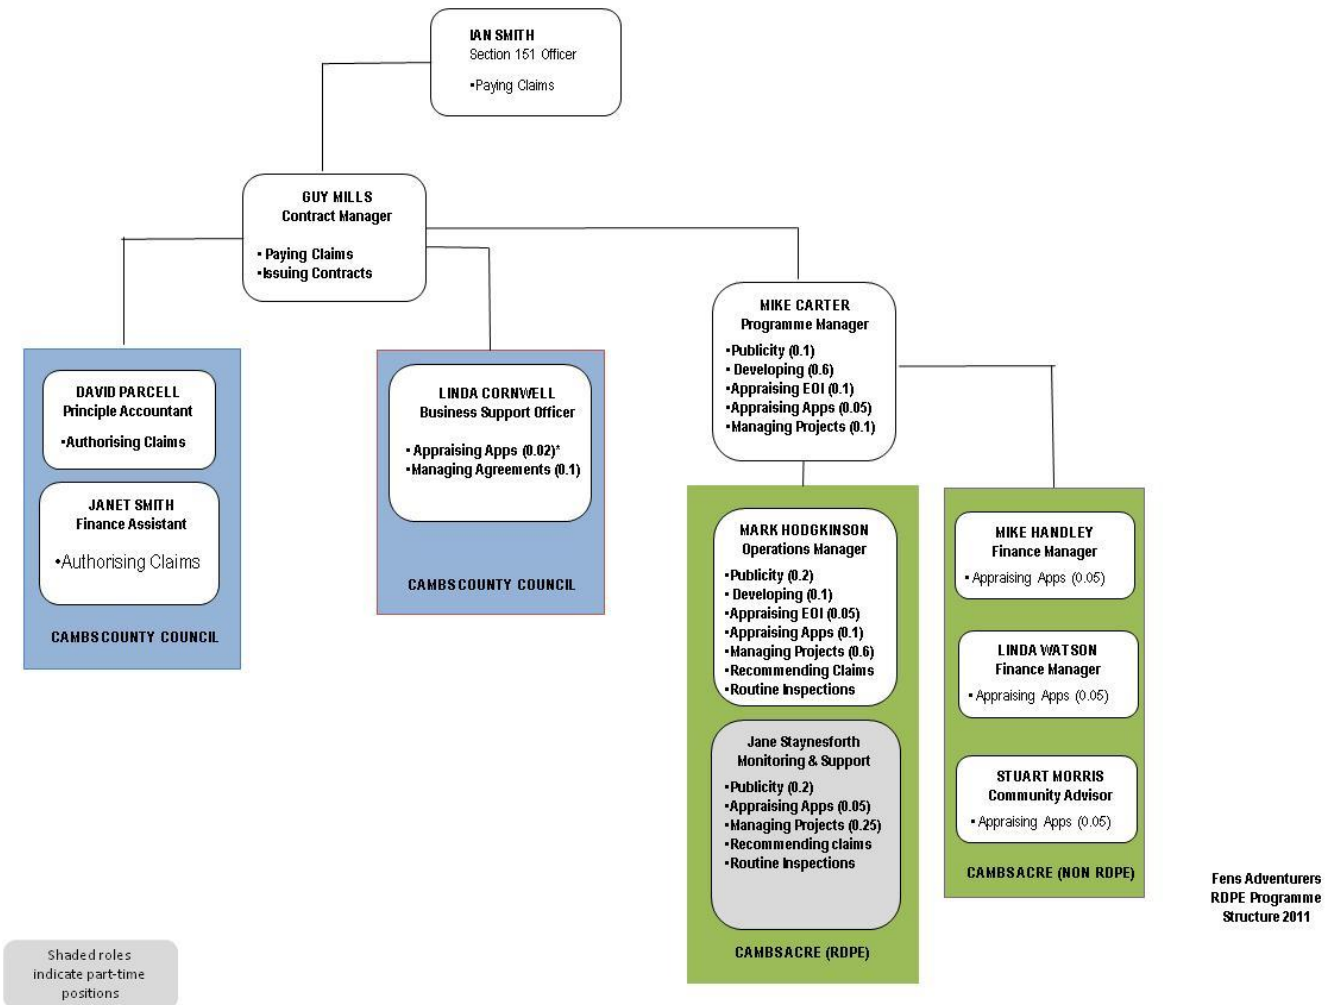 IAN SMITH
Section 151 Officer
▪Paying Claims
GUY MILLS
Contract Manager
▪ Paying Claims
▪Issuing Contracts
DAVID PARCELL
Principle Accountant
▪Authorising Claims
JANET SMITH
Finance Assistant
•Authorising Claims
CAMBS COUNTY COUNCIL
LINDA CORNWELL
Business Support Officer
▪ Appraising Apps (0.02)*
▪ Managing Agreements (0.1)
CAMBS COUNTY COUNCIL
MIKE CARTER
Programme Manager
▪Publicity (0.1)
▪ Developing (0.6)
▪Appraising EOI (0.1)
▪Appraising Apps (0.05)
▪Managing Projects (0.1)
MARK HODGKINSON
Operations Manager
▪Publicity (0.2)
▪ Developing (0.1)
▪Appraising EOI (0.05)
▪Appraising Apps (0.1)
▪Managing Projects (0.6)
▪Recommending Claims
▪Routine Inspections
Jane Staynesforth
Monitoring & Support
▪Publicity (0.2)
▪Appraising Apps (0.05)
▪Managing Projects (0.25)
▪Recommending claims
▪Routine Inspections
CAMBSACRE (RDPE)
MIKE HANDLEY
Finance Manager
▪ Appraising Apps (0.05)
LINDA WATSON
Finance Manager
▪ Appraising Apps (0.05)
STUART MORRIS
Community Advisor
▪ Appraising Apps (0.05)
CAMBSACRE (NON RDPE)
Fens Adventurers
RDPE Programme
Structure 2011
Shaded roles
indicate part-time
positions